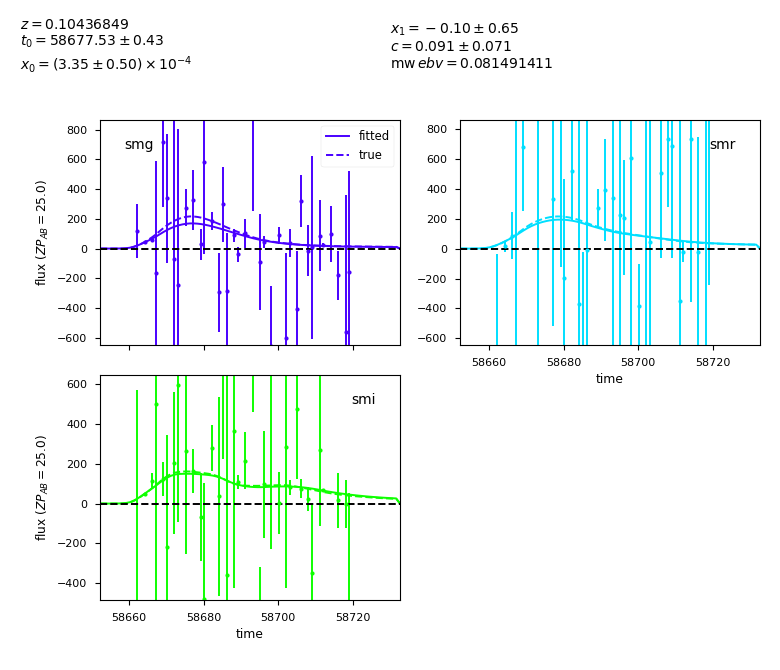 z = 0.10436849
t₀ = 58677.53 ± 0.43
x₀ = (3.35 ± 0.50) × 10⁻⁴
x₁ = −0.10 ± 0.65
c = 0.091 ± 0.071
mw ebv = 0.081491411
smg
fitted
true
800
600
400
200
0
−200
−400
−600
flux (ZP_AB = 25.0)
smr
800
600
400
200
0
−200
−400
−600
58660 58680 58700 58720
time
smi
600
400
200
0
−200
−400
flux (ZP_AB = 25.0)
58660 58680 58700 58720
time